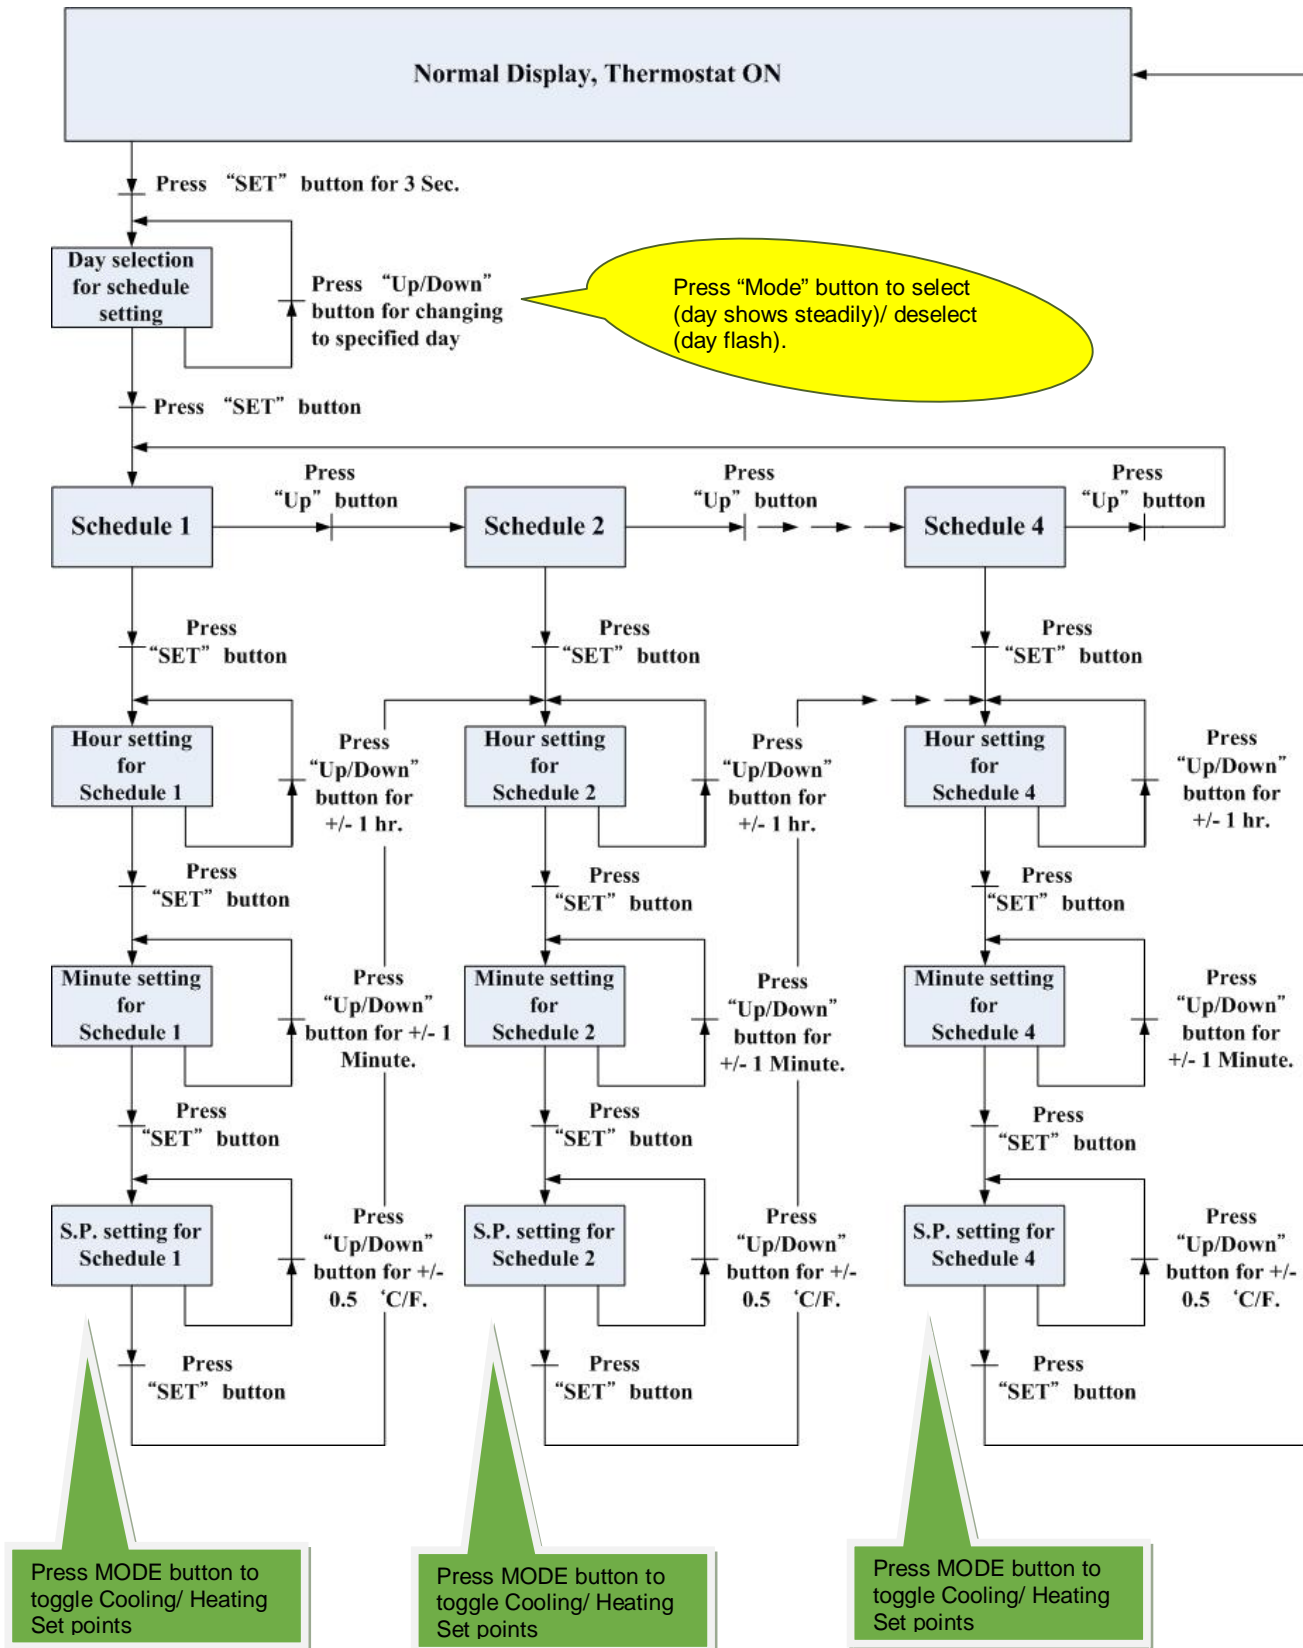 Normal Display, Thermostat ON
Press “SET” button for 3 Sec.
Day selection
for schedule
setting
Press “Up/Down”
button for changing
to specified day
Press “Mode” button to select
(day shows steadily)/ deselect
(day flash).
Press “SET” button
Schedule 1
Press
“Up” button
Schedule 2
Press
“Up” button
Schedule 4
Press
“Up” button
Press
“SET” button
Press
“SET” button
Press
“SET” button
Hour setting
for
Schedule 1
Press
“Up/Down”
button for
+/- 1 hr.
Hour setting
for
Schedule 2
Press
“Up/Down”
button for
+/- 1 hr.
Hour setting
for
Schedule 4
Press
“Up/Down”
button for
+/- 1 hr.
Press
“SET” button
Press
“SET” button
Press
“SET” button
Minute setting
for
Schedule 1
Press
“Up/Down”
button for +/- 1
Minute.
Minute setting
for
Schedule 2
Press
“Up/Down”
button for
+/- 1 Minute.
Minute setting
for
Schedule 4
Press
“Up/Down”
button for
+/- 1 Minute.
Press
“SET” button
Press
“SET” button
Press
“SET” button
S.P. setting for
Schedule 1
Press
“Up/Down”
button for +/-
0.5 ‘C/F.
S.P. setting for
Schedule 2
Press
“Up/Down”
button for +/-
0.5 ‘C/F.
S.P. setting for
Schedule 4
Press
“Up/Down”
button for +/-
0.5 ‘C/F.
Press
“SET” button
Press
“SET” button
Press
“SET” button
Press MODE button to
toggle Cooling/ Heating
Set points
Press MODE button to
toggle Cooling/ Heating
Set points
Press MODE button to
toggle Cooling/ Heating
Set points